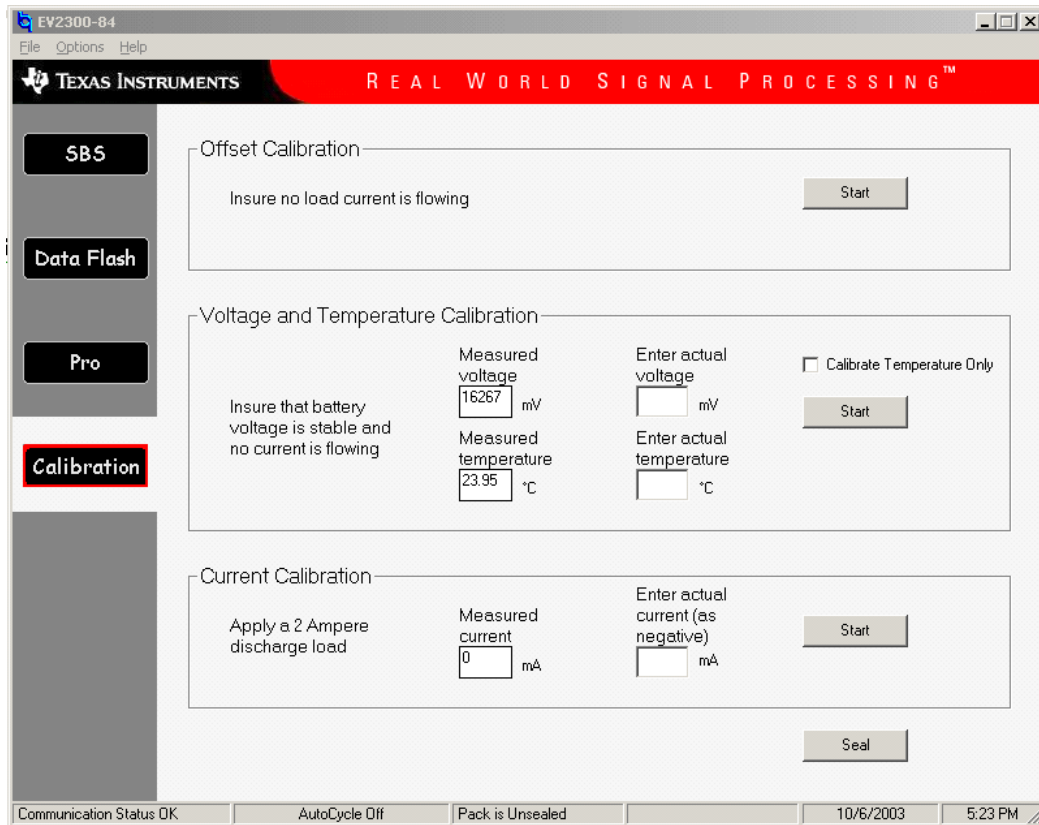 EV2300-84
File Options Help
TEXAS INSTRUMENTS
REAL WORLD SIGNAL PROCESSING™
SBS
Data Flash
Pro
Calibration
Offset Calibration
Insure no load current is flowing
Start
Voltage and Temperature Calibration
Insure that battery
voltage is stable and
no current is flowing
Measured
voltage
16267 mV
Enter actual
voltage
mV
Calibrate Temperature Only
Start
Measured
temperature
23.95 °C
Enter actual
temperature
°C
Current Calibration
Apply a 2 Ampere
discharge load
Measured
current
0 mA
Enter actual
current (as
negative)
mA
Start
Seal
Communication Status OK
AutoCycle Off
Pack is Unsealed
10/6/2003
5:23 PM